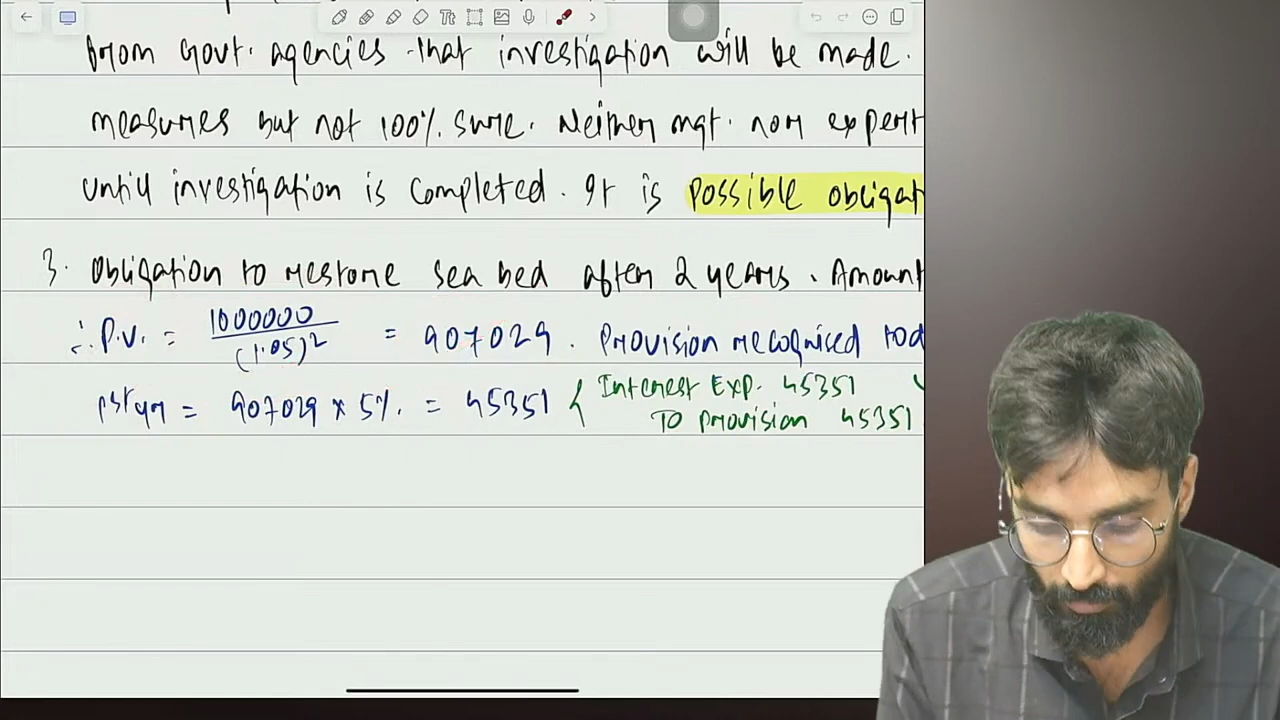 from Govt. agencies that investigation will be made.
measures but not 100% sure. Neither mgt. nor expert
until investigation is completed. It is possible obligat
3. Obligation to restore sea bed after 2 years. Amount
∴ P.V. = 1000000 / (1.05)² = 907029. Provision recognised tod
1st yr = 907029 × 5% = 45351 { Interest Exp. 45351
To provision 45351